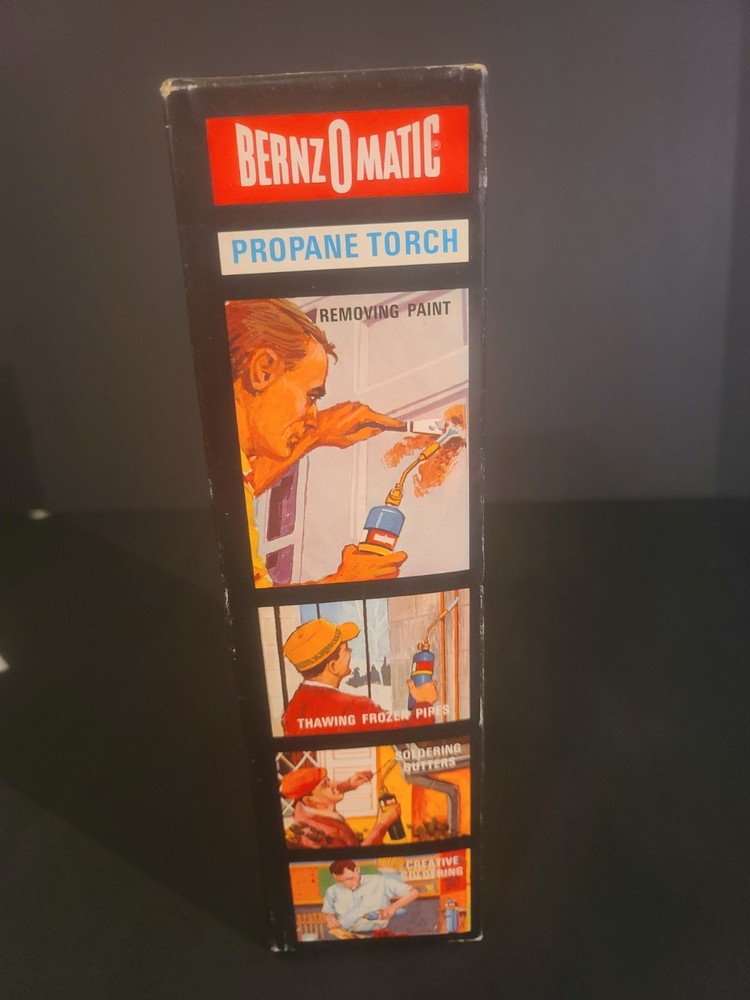 BERNZOMATIC®
PROPANE TORCH
REMOVING PAINT
THAWING FROZEN PIPES
SOLDERING
GUTTERS
CREATIVE
SOLDERING